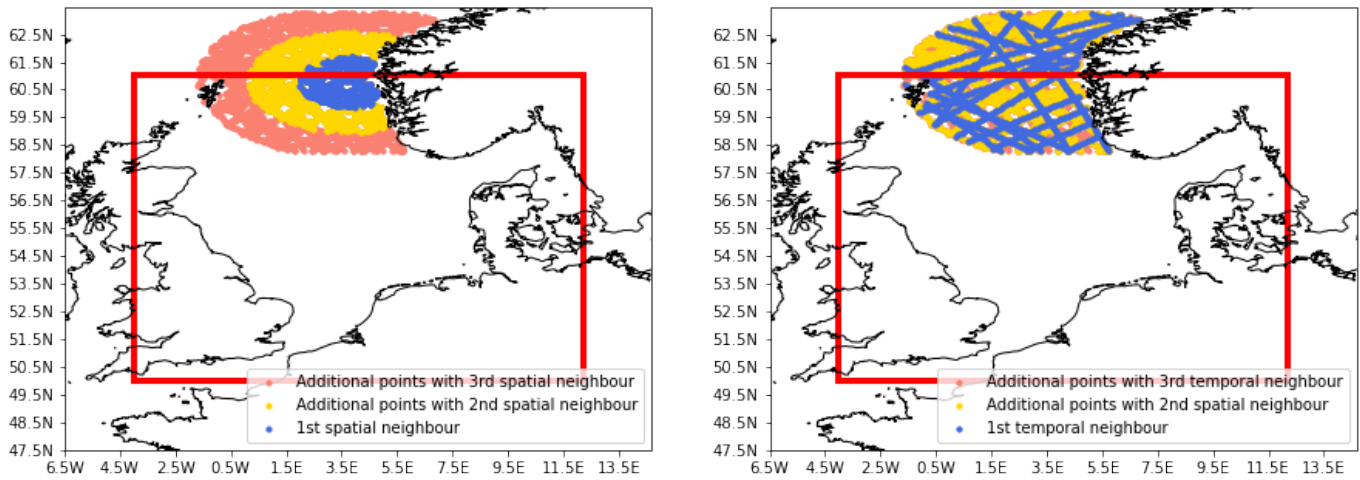 62.5N
61.5N
60.5N
59.5N
58.5N
57.5N
56.5N
55.5N
54.5N
53.5N
52.5N
51.5N
50.5N
49.5N
48.5N
47.5N
6.5W 4.5W 2.5W 0.5W 1.5E 3.5E 5.5E 7.5E 9.5E 11.5E 13.5E
Additional points with 3rd spatial neighbour
Additional points with 2nd spatial neighbour
1st spatial neighbour
62.5N
61.5N
60.5N
59.5N
58.5N
57.5N
56.5N
55.5N
54.5N
53.5N
52.5N
51.5N
50.5N
49.5N
48.5N
47.5N
6.5W 4.5W 2.5W 0.5W 1.5E 3.5E 5.5E 7.5E 9.5E 11.5E 13.5E
Additional points with 3rd temporal neighbour
Additional points with 2nd spatial neighbour
1st temporal neighbour